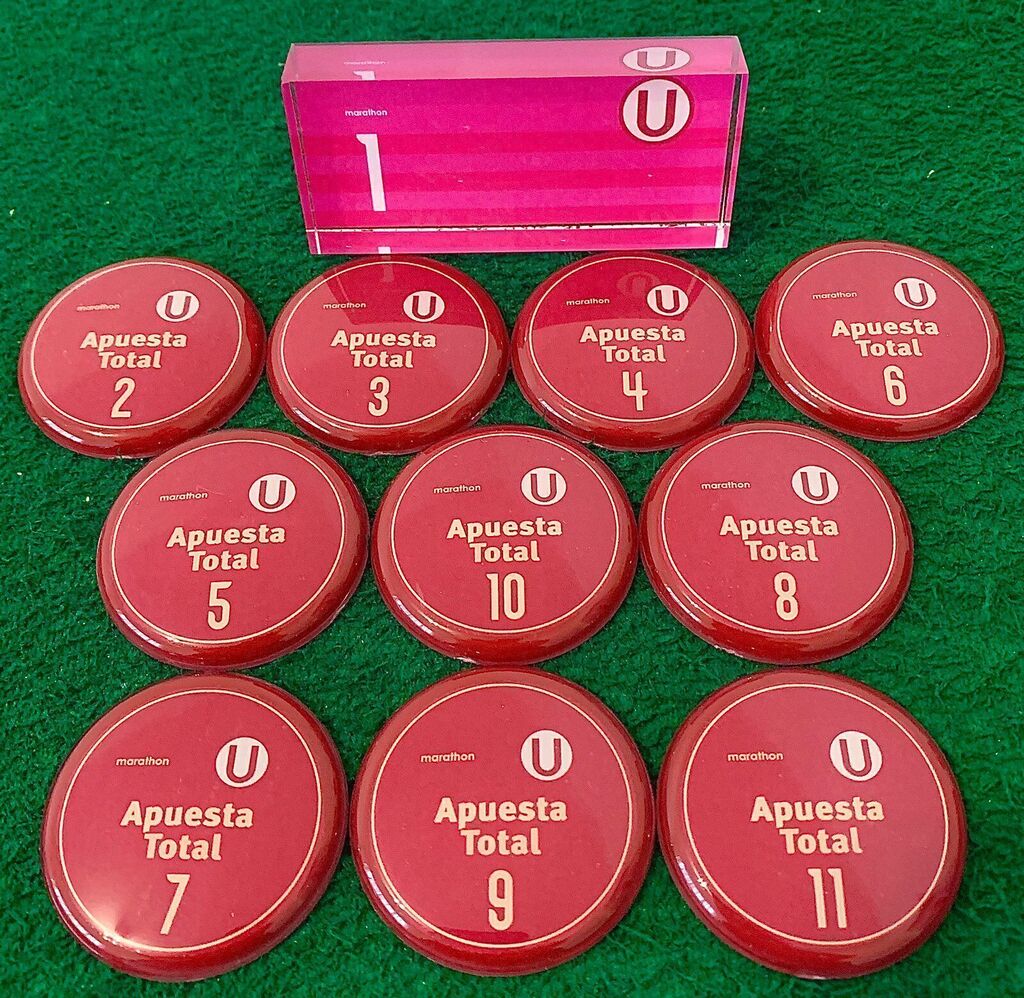 marathon
U
1
marathon
U
Apuesta
Total
2
marathon
U
Apuesta
Total
3
marathon
U
Apuesta
Total
4
marathon
U
Apuesta
Total
6
marathon
U
Apuesta
Total
5
marathon
U
Apuesta
Total
10
marathon
U
Apuesta
Total
8
marathon
U
Apuesta
Total
7
marathon
U
Apuesta
Total
9
marathon
U
Apuesta
Total
11